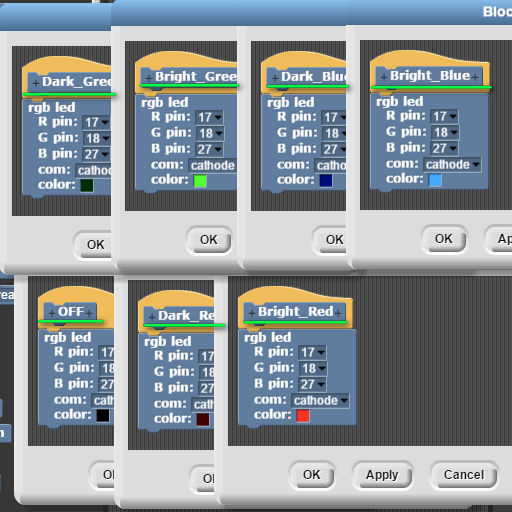 Bloc
+ Dark_Gree
rgb led
R pin: 17
G pin: 18
B pin: 27
com: cathod
color:
OK
+ Bright_Gree
rgb led
R pin: 17
G pin: 18
B pin: 27
com: cathode
color:
OK
+ Dark_Blue
rgb led
R pin: 17
G pin: 18
B pin: 27
com: catho
color:
OK
+ Bright_Blue +
rgb led
R pin: 17
G pin: 18
B pin: 27
com: cathode
color:
OK
Ap
+ OFF +
rgb led
R pin: 17
G pin: 18
B pin: 27
com: cath
color:
+ Dark_Re
rgb led
R pin: 17
G pin: 18
B pin: 27
com: cath
color:
+ Bright_Red +
rgb led
R pin: 17
G pin: 18
B pin: 27
com: cathode
color:
OK
Apply
Cancel